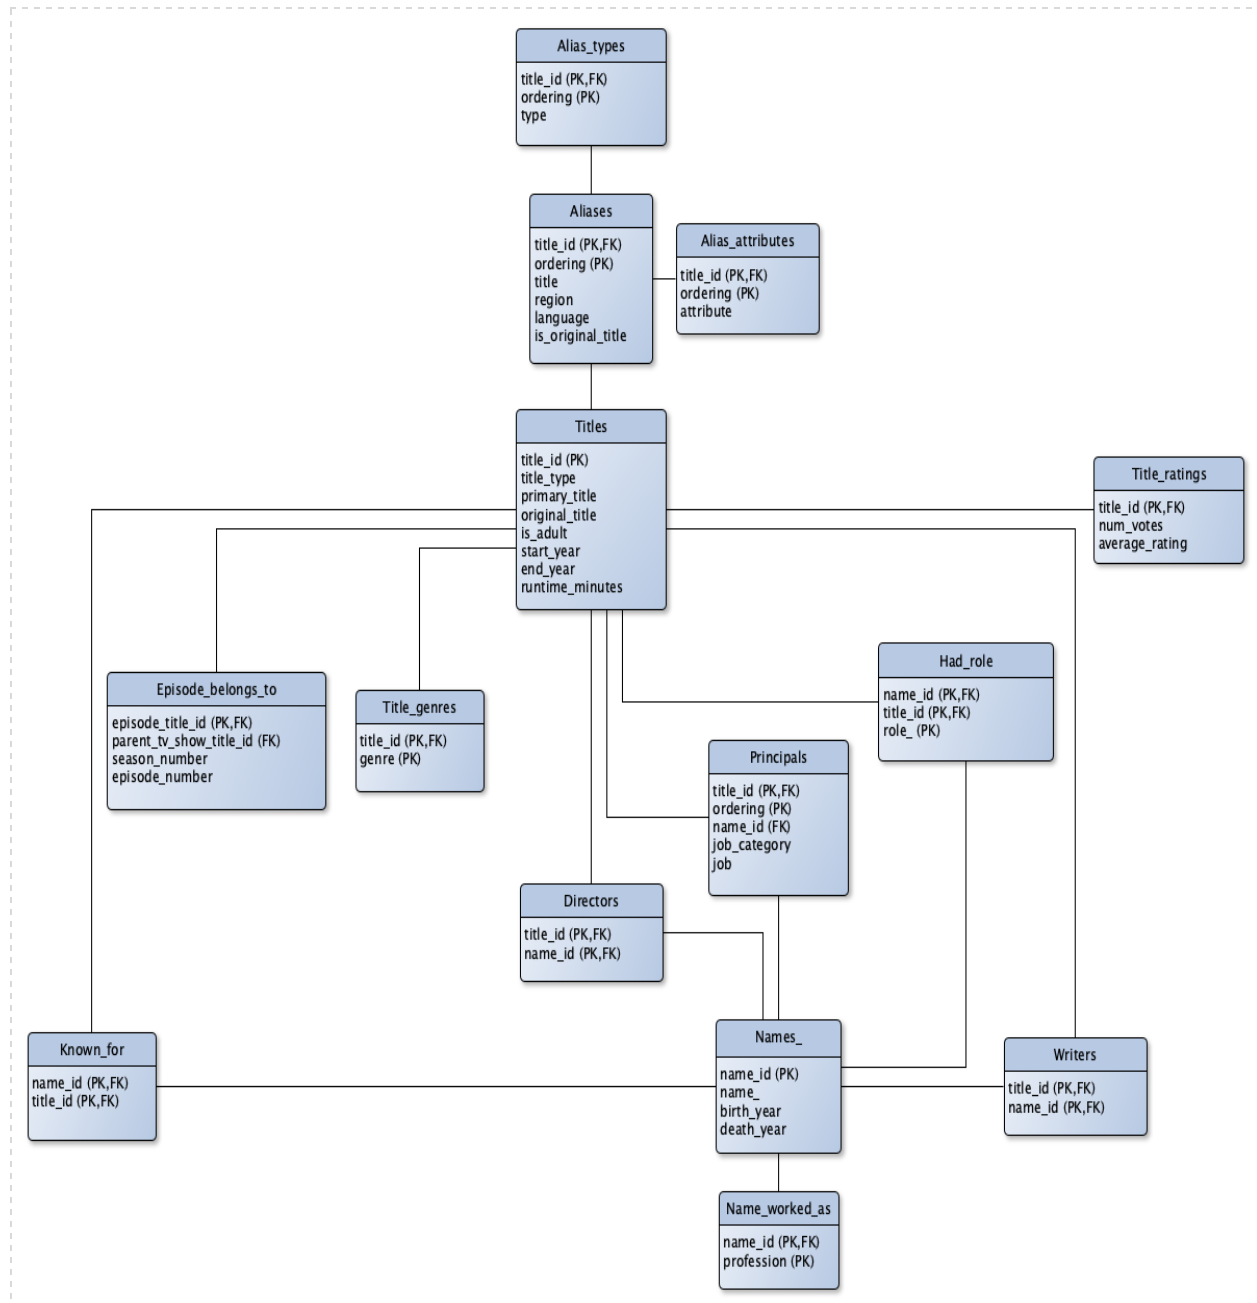 Alias_types
title_id (PK,FK)
ordering (PK)
type
Aliases
title_id (PK,FK)
ordering (PK)
title
region
language
is_original_title
Alias_attributes
title_id (PK,FK)
ordering (PK)
attribute
Titles
title_id (PK)
title_type
primary_title
original_title
is_adult
start_year
end_year
runtime_minutes
Title_ratings
title_id (PK,FK)
num_votes
average_rating
Episode_belongs_to
episode_title_id (PK,FK)
parent_tv_show_title_id (FK)
season_number
episode_number
Title_genres
title_id (PK,FK)
genre (PK)
Had_role
name_id (PK,FK)
title_id (PK,FK)
role_ (PK)
Principals
title_id (PK,FK)
ordering (PK)
name_id (FK)
job_category
job
Directors
title_id (PK,FK)
name_id (PK,FK)
Known_for
name_id (PK,FK)
title_id (PK,FK)
Names_
name_id (PK)
name_
birth_year
death_year
Writers
title_id (PK,FK)
name_id (PK,FK)
Name_worked_as
name_id (PK,FK)
profession (PK)